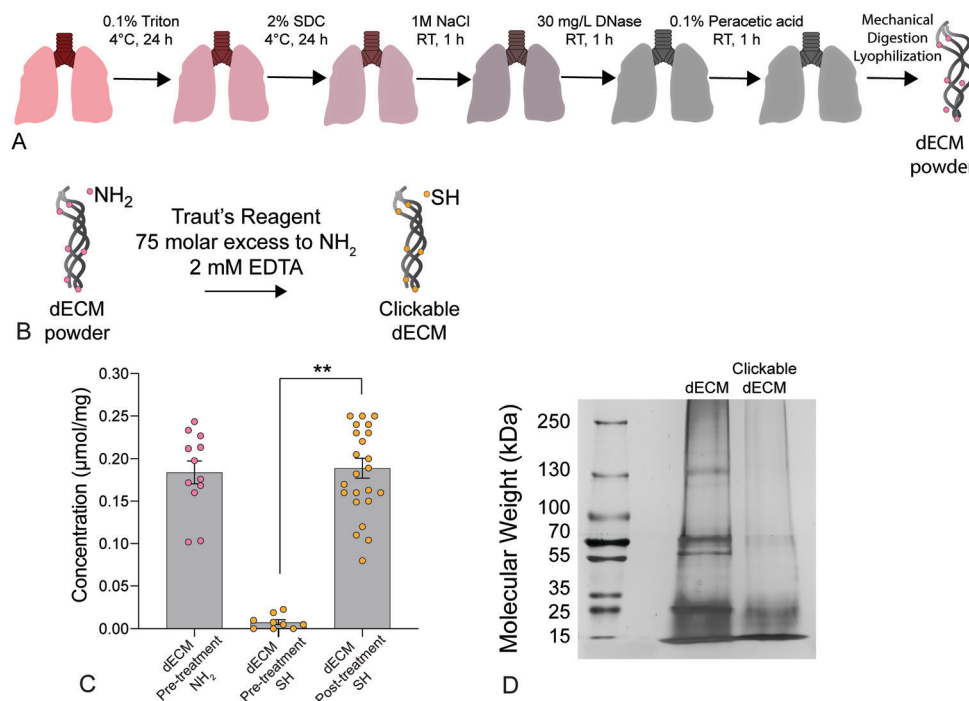 0.1% Triton
4°C, 24 h
2% SDC
4°C, 24 h
1M NaCl
RT, 1 h
30 mg/L DNase
RT, 1 h
0.1% Peracetic acid
RT, 1 h
Mechanical
Digestion
Lyophilization
dECM
powder
A
NH₂
dECM
powder
Traut's Reagent
75 molar excess to NH₂
2 mM EDTA
SH
Clickable
dECM
B
Concentration (µmol/mg)
0.30
0.25
0.20
0.15
0.10
0.05
0.00
**
dECM
Pre-treatment
NH₂
dECM
Pre-treatment
SH
dECM
Post-treatment
SH
C
Molecular Weight (kDa)
dECM
Clickable
dECM
250
130
100
70
55
35
25
15
D